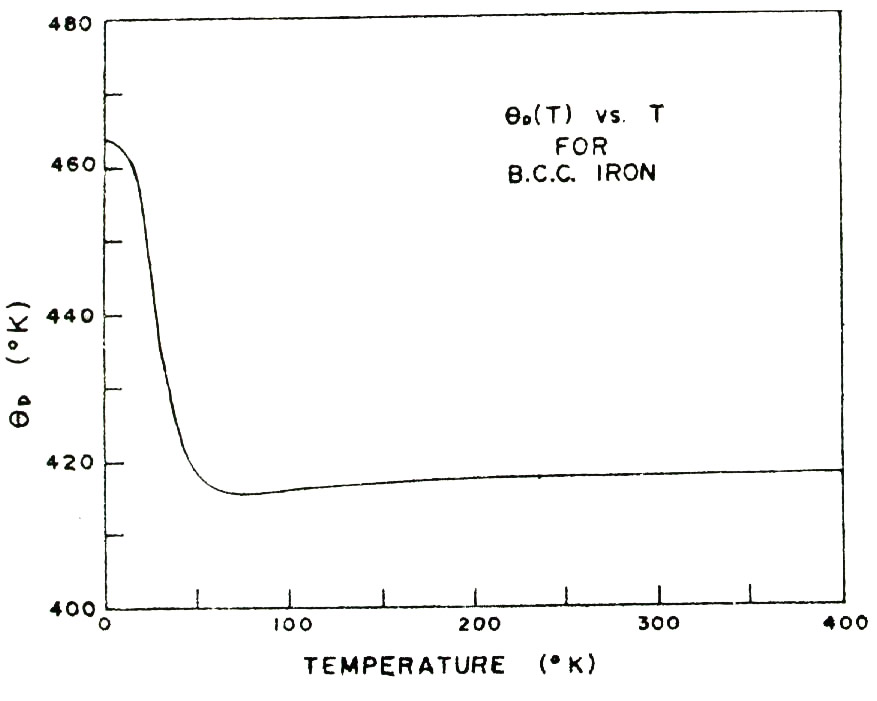 480
460
440
420
400
θD (°K)
θD(T) vs. T
FOR
B.C.C. IRON
0 100 200 300 400
TEMPERATURE (°K)